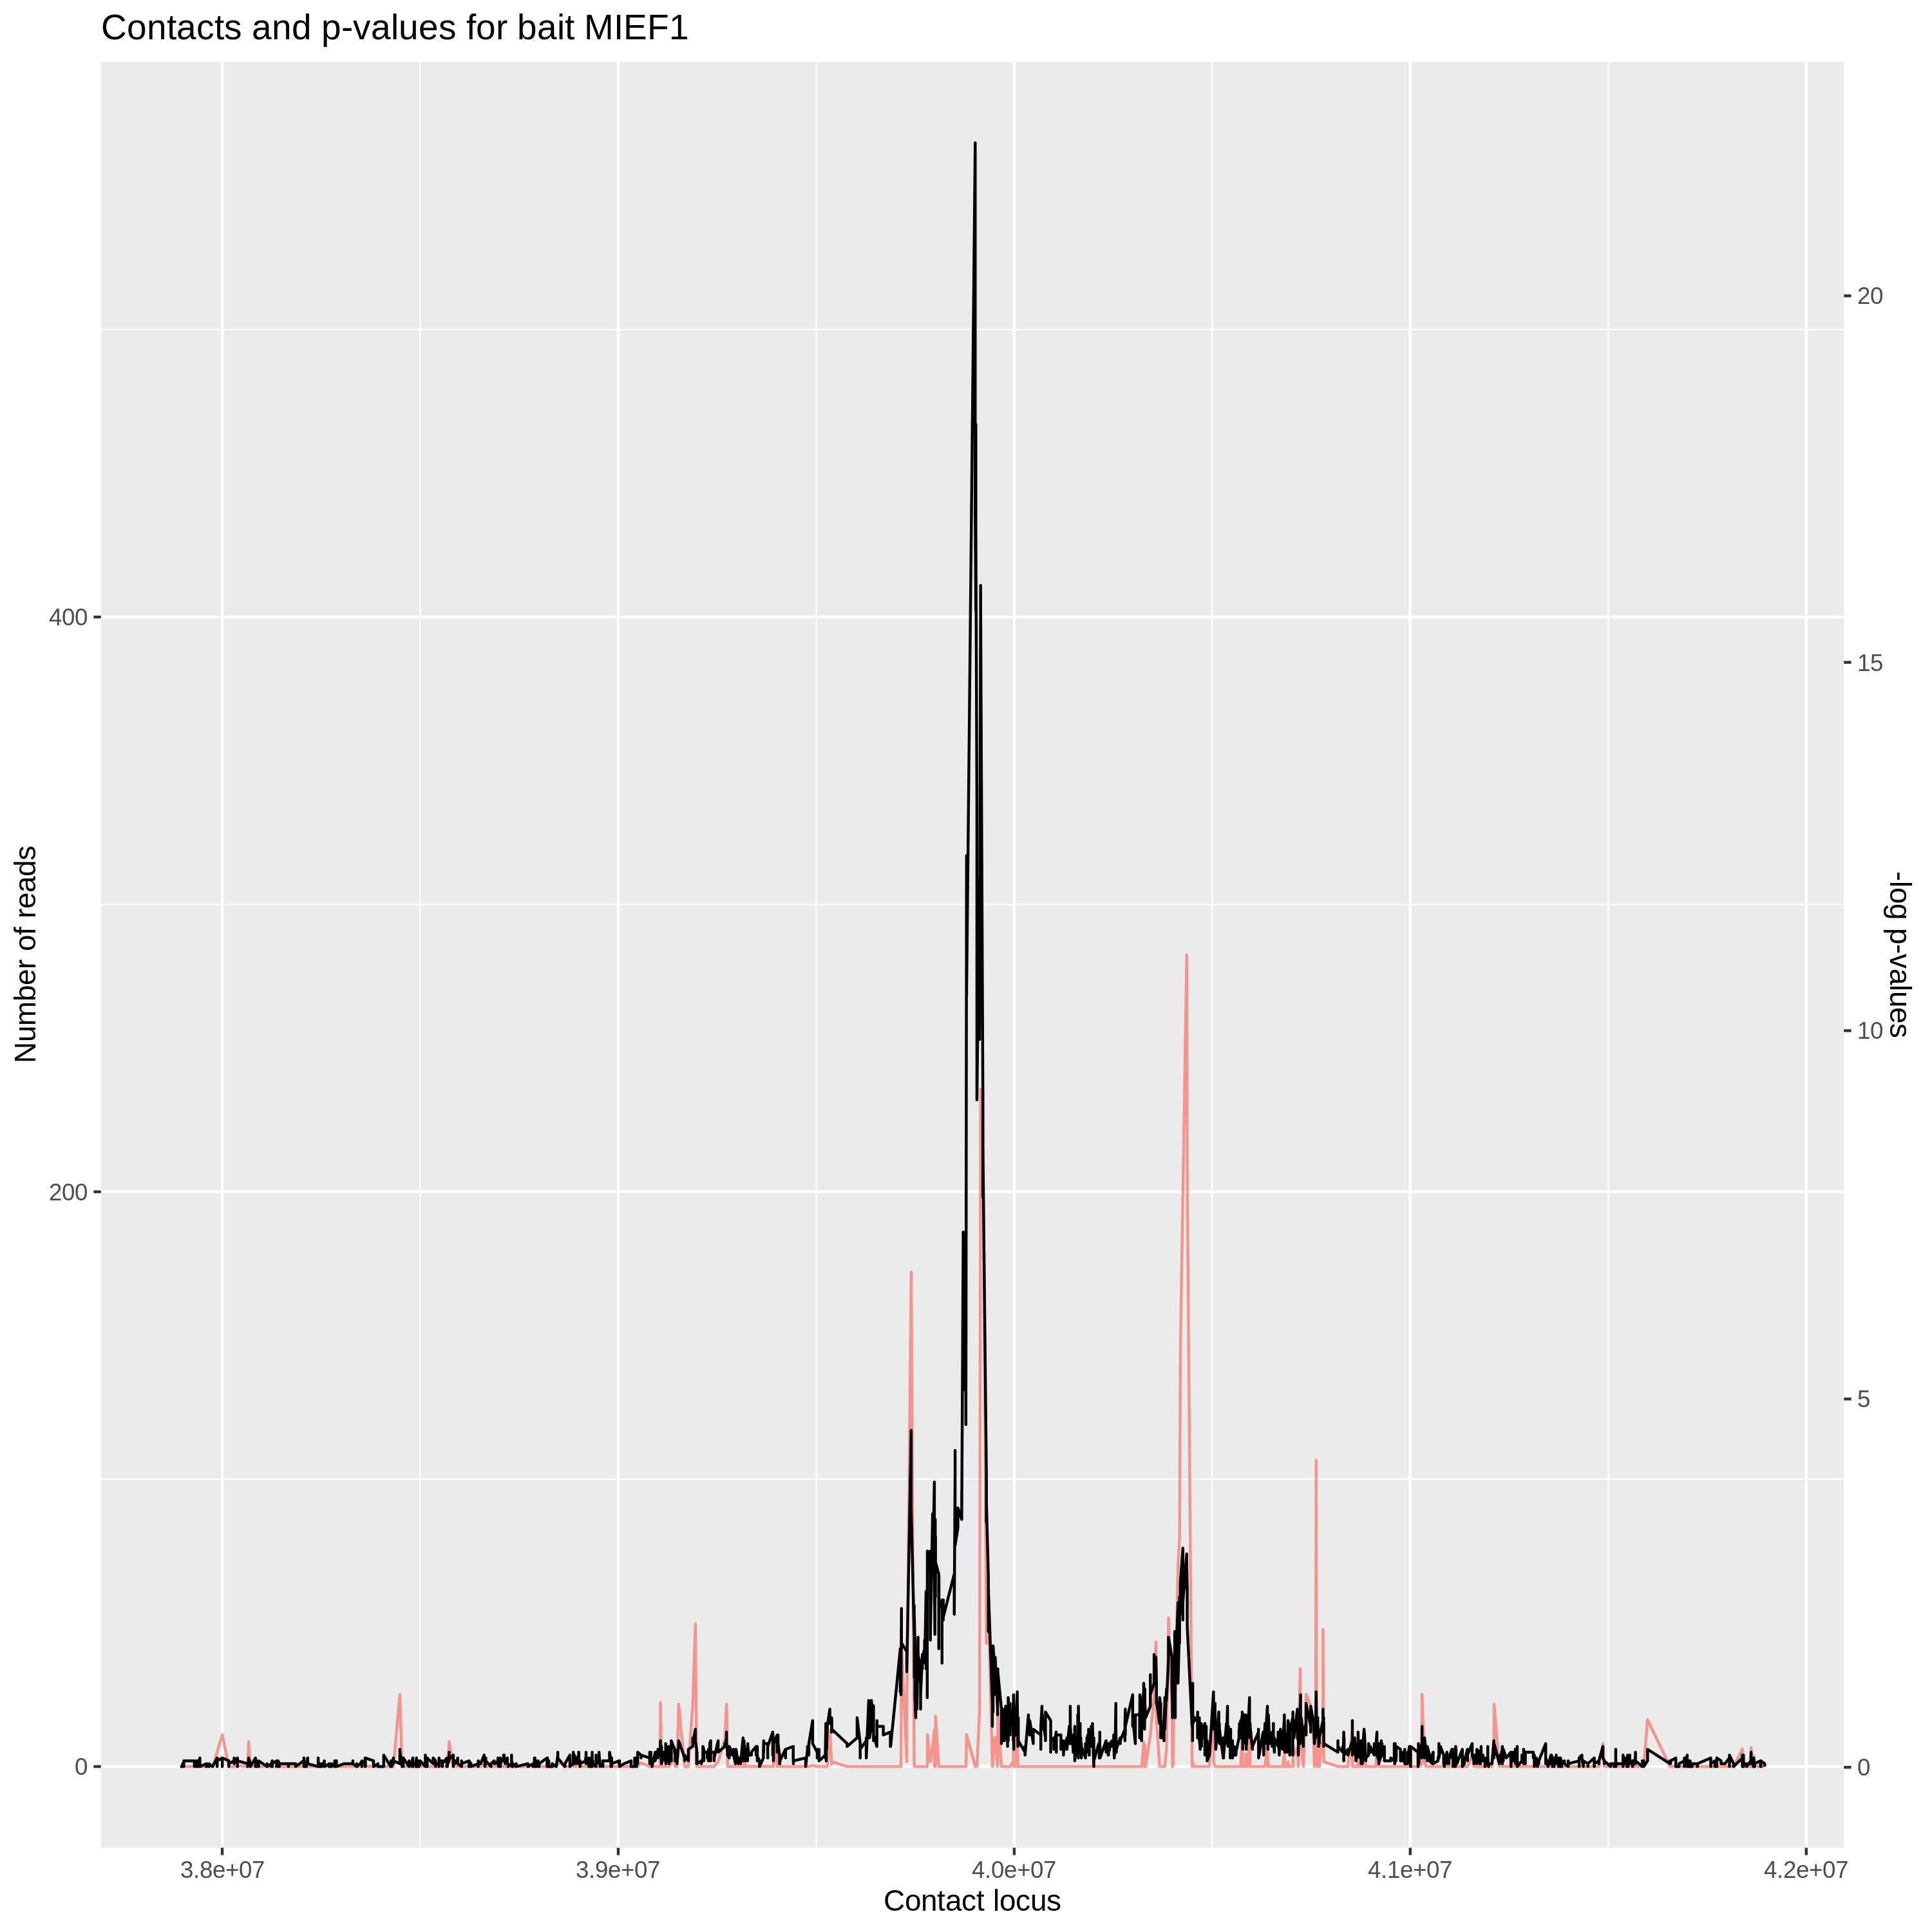 Contacts and p-values for bait MIEF1
Number of reads
400
200
0
20
15
10
5
0
-log p-values
3.8e+07
3.9e+07
4.0e+07
4.1e+07
4.2e+07
Contact locus